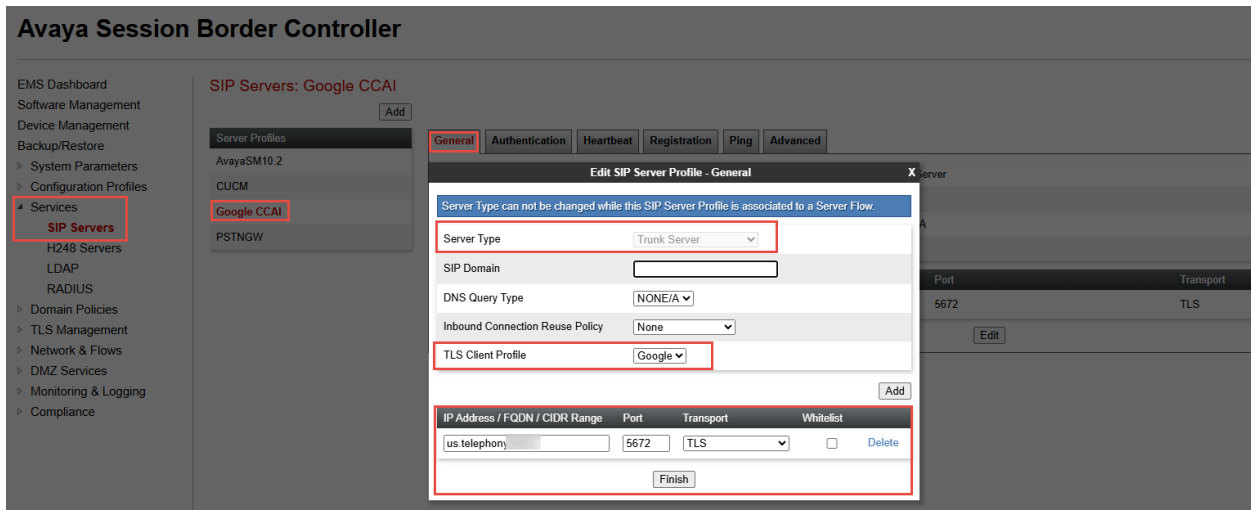 Avaya Session Border Controller
EMS Dashboard
Software Management
Device Management
Backup/Restore
System Parameters
Configuration Profiles
Services
SIP Servers
H248 Servers
LDAP
RADIUS
Domain Policies
TLS Management
Network & Flows
DMZ Services
Monitoring & Logging
Compliance
SIP Servers: Google CCAI
Add
Server Profiles
AvayaSM10.2
CUCM
Google CCAI
PSTNGW
General Authentication Heartbeat Registration Ping Advanced
Edit SIP Server Profile - General X
Server Type can not be changed while this SIP Server Profile is associated to a Server Flow.
Server Type Trunk Server
SIP Domain
DNS Query Type NONE/A
Inbound Connection Reuse Policy None
TLS Client Profile Google
Add
IP Address / FQDN / CIDR Range Port Transport Whitelist
us.telephony 5672 TLS Delete
Finish
Server
A
Port Transport
5672 TLS
Edit